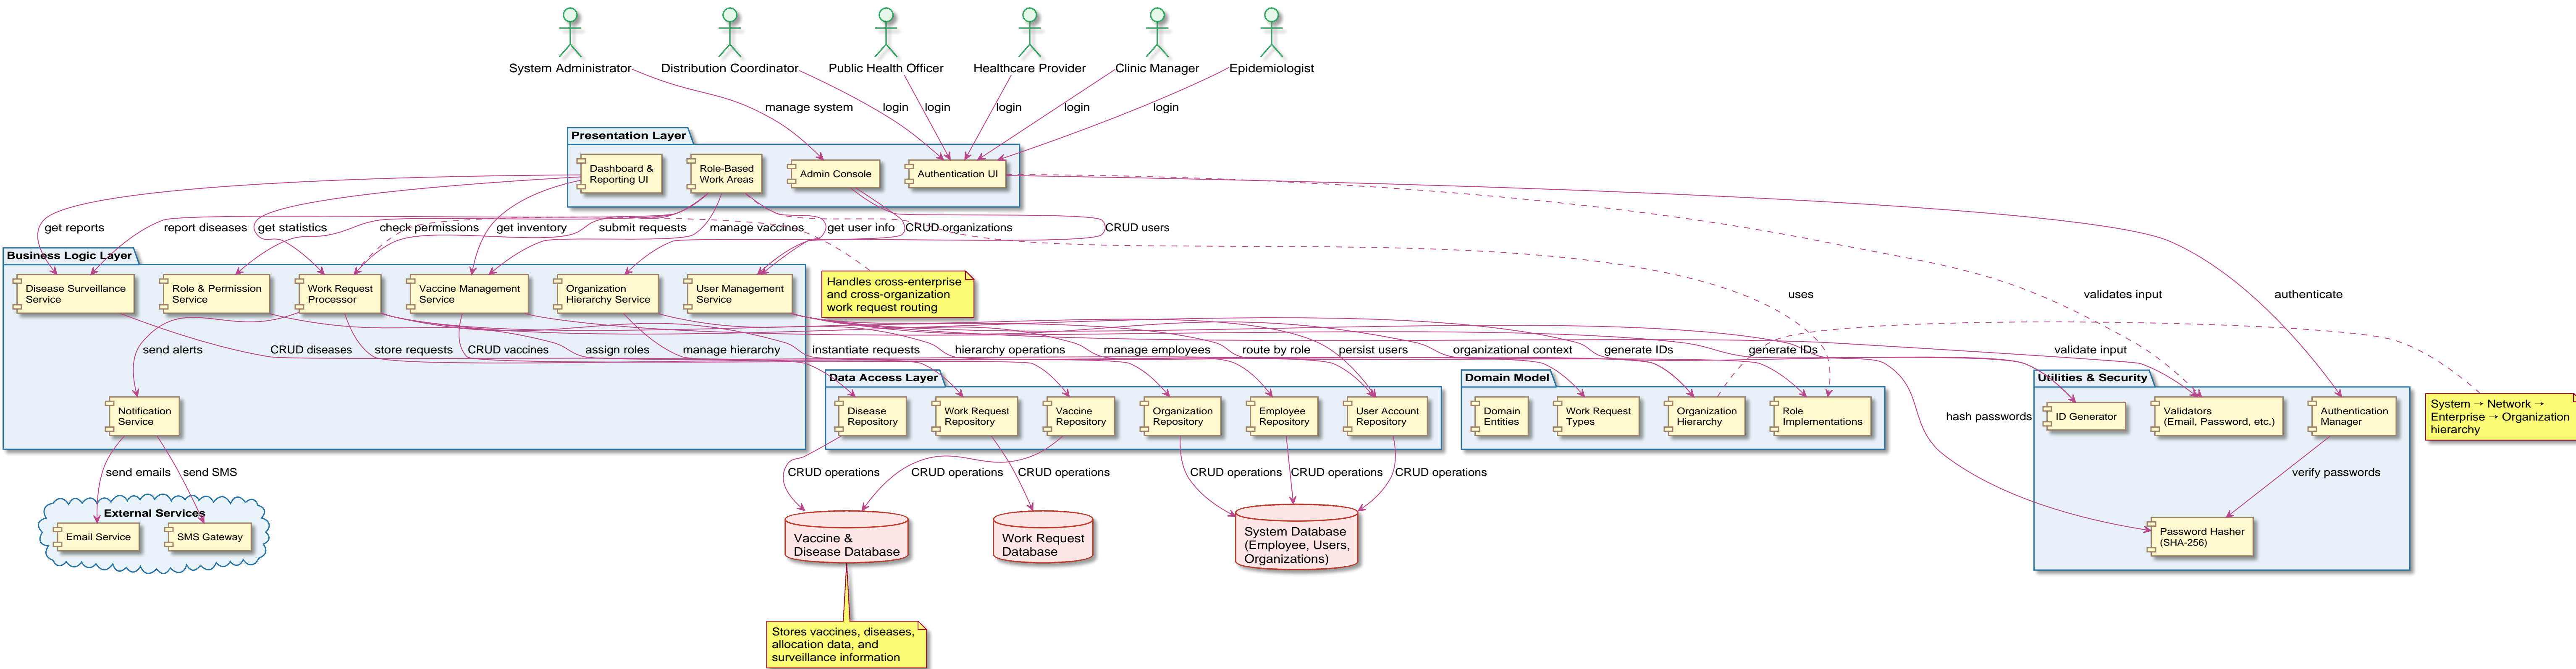 System Administrator
Distribution Coordinator
Public Health Officer
Healthcare Provider
Clinic Manager
Epidemiologist
manage system
login
login
login
login
login
Presentation Layer
Dashboard &
Reporting UI
Role-Based
Work Areas
Admin Console
Authentication UI
get reports
report diseases
get statistics
check permissions
get inventory
submit requests
manage vaccines
get user info
CRUD organizations
CRUD users
Business Logic Layer
Disease Surveillance
Service
Role & Permission
Service
Work Request
Processor
Vaccine Management
Service
Organization
Hierarchy Service
User Management
Service
Handles cross-enterprise
and cross-organization
work request routing
uses
validates input
authenticate
send alerts
CRUD diseases
store requests
CRUD vaccines
assign roles
manage hierarchy
instantiate requests
hierarchy operations
manage employees
route by role
persist users
organizational context
generate IDs
generate IDs
validate input
Notification
Service
Data Access Layer
Disease
Repository
Work Request
Repository
Vaccine
Repository
Organization
Repository
Employee
Repository
User Account
Repository
Domain Model
Domain
Entities
Work Request
Types
Organization
Hierarchy
Role
Implementations
hash passwords
Utilities & Security
ID Generator
Validators
(Email, Password, etc.)
Authentication
Manager
System → Network →
Enterprise → Organization
hierarchy
send emails
send SMS
CRUD operations
CRUD operations
CRUD operations
CRUD operations
CRUD operations
CRUD operations
verify passwords
External Services
Email Service
SMS Gateway
Vaccine &
Disease Database
Work Request
Database
System Database
(Employee, Users,
Organizations)
Password Hasher
(SHA-256)
Stores vaccines, diseases,
allocation data, and
surveillance information